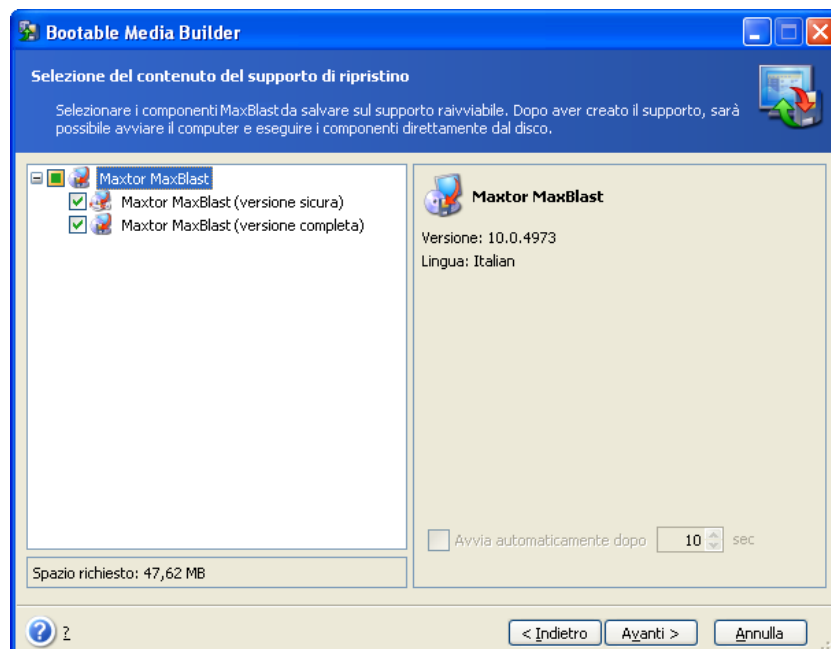 Bootable Media Builder
Selezione del contenuto del supporto di ripristino
Selezionare i componenti MaxBlast da salvare sul supporto raivviabile. Dopo aver creato il supporto, sarà
possibile avviare il computer e eseguire i componenti direttamente dal disco.
Maxtor MaxBlast
Maxtor MaxBlast (versione sicura)
Maxtor MaxBlast (versione completa)
Maxtor MaxBlast
Versione: 10.0.4973
Lingua: Italian
Avvia automaticamente dopo 10 sec
Spazio richiesto: 47,62 MB
? < Indietro Avanti > Annulla